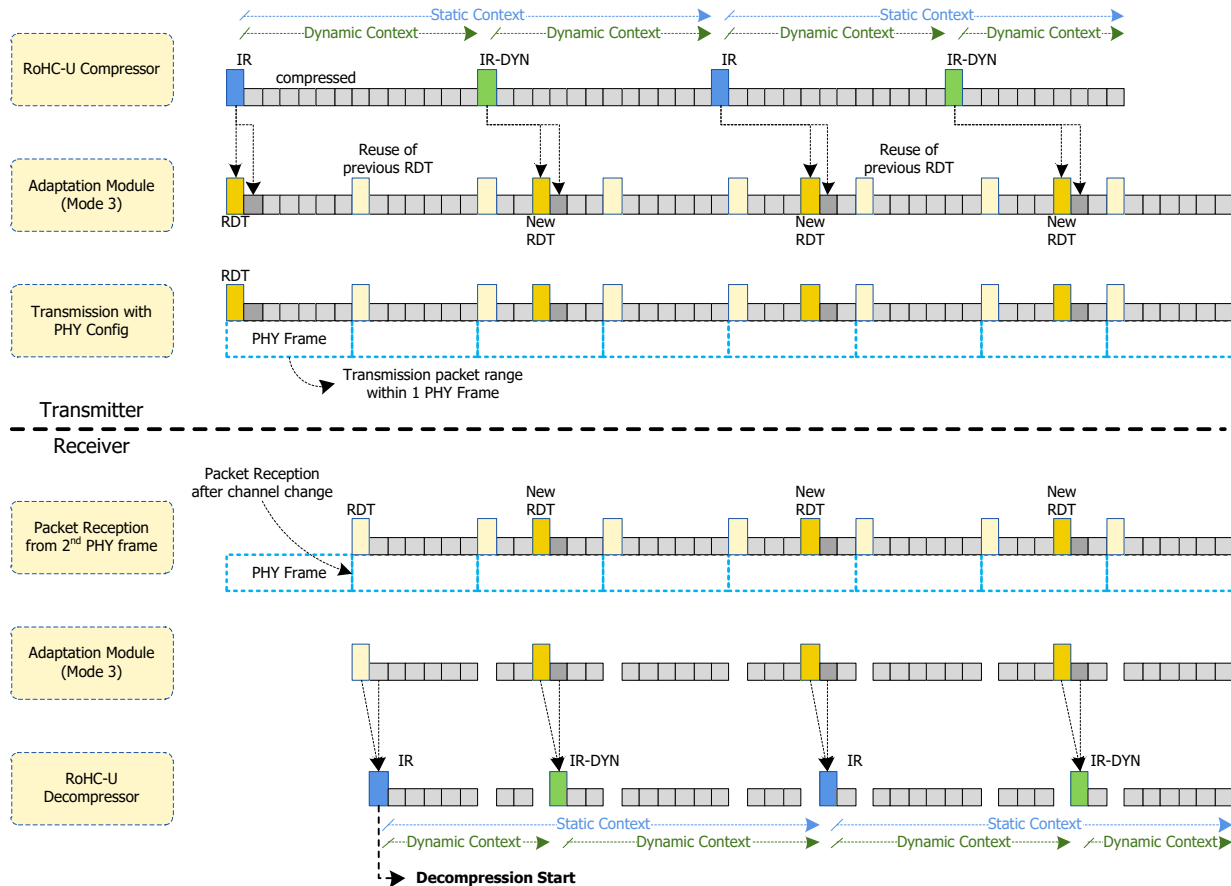 Static Context
Static Context
Dynamic Context
Dynamic Context
Dynamic Context
Dynamic Context
RoHC-U Compressor
IR
compressed
IR-DYN
IR
IR-DYN
Adaptation Module
(Mode 3)
Reuse of
previous RDT
Reuse of
previous RDT
RDT
New
RDT
New
RDT
New
RDT
Transmission with
PHY Config
RDT
PHY Frame
Transmission packet range
within 1 PHY Frame
Transmitter
Receiver
Packet Reception
after channel change
Packet Reception
from 2nd PHY frame
RDT
New
RDT
New
RDT
New
RDT
PHY Frame
Adaptation Module
(Mode 3)
RoHC-U
Decompressor
IR
IR-DYN
IR
IR-DYN
Static Context
Static Context
Dynamic Context
Dynamic Context
Dynamic Context
Dynamic Context
Decompression Start